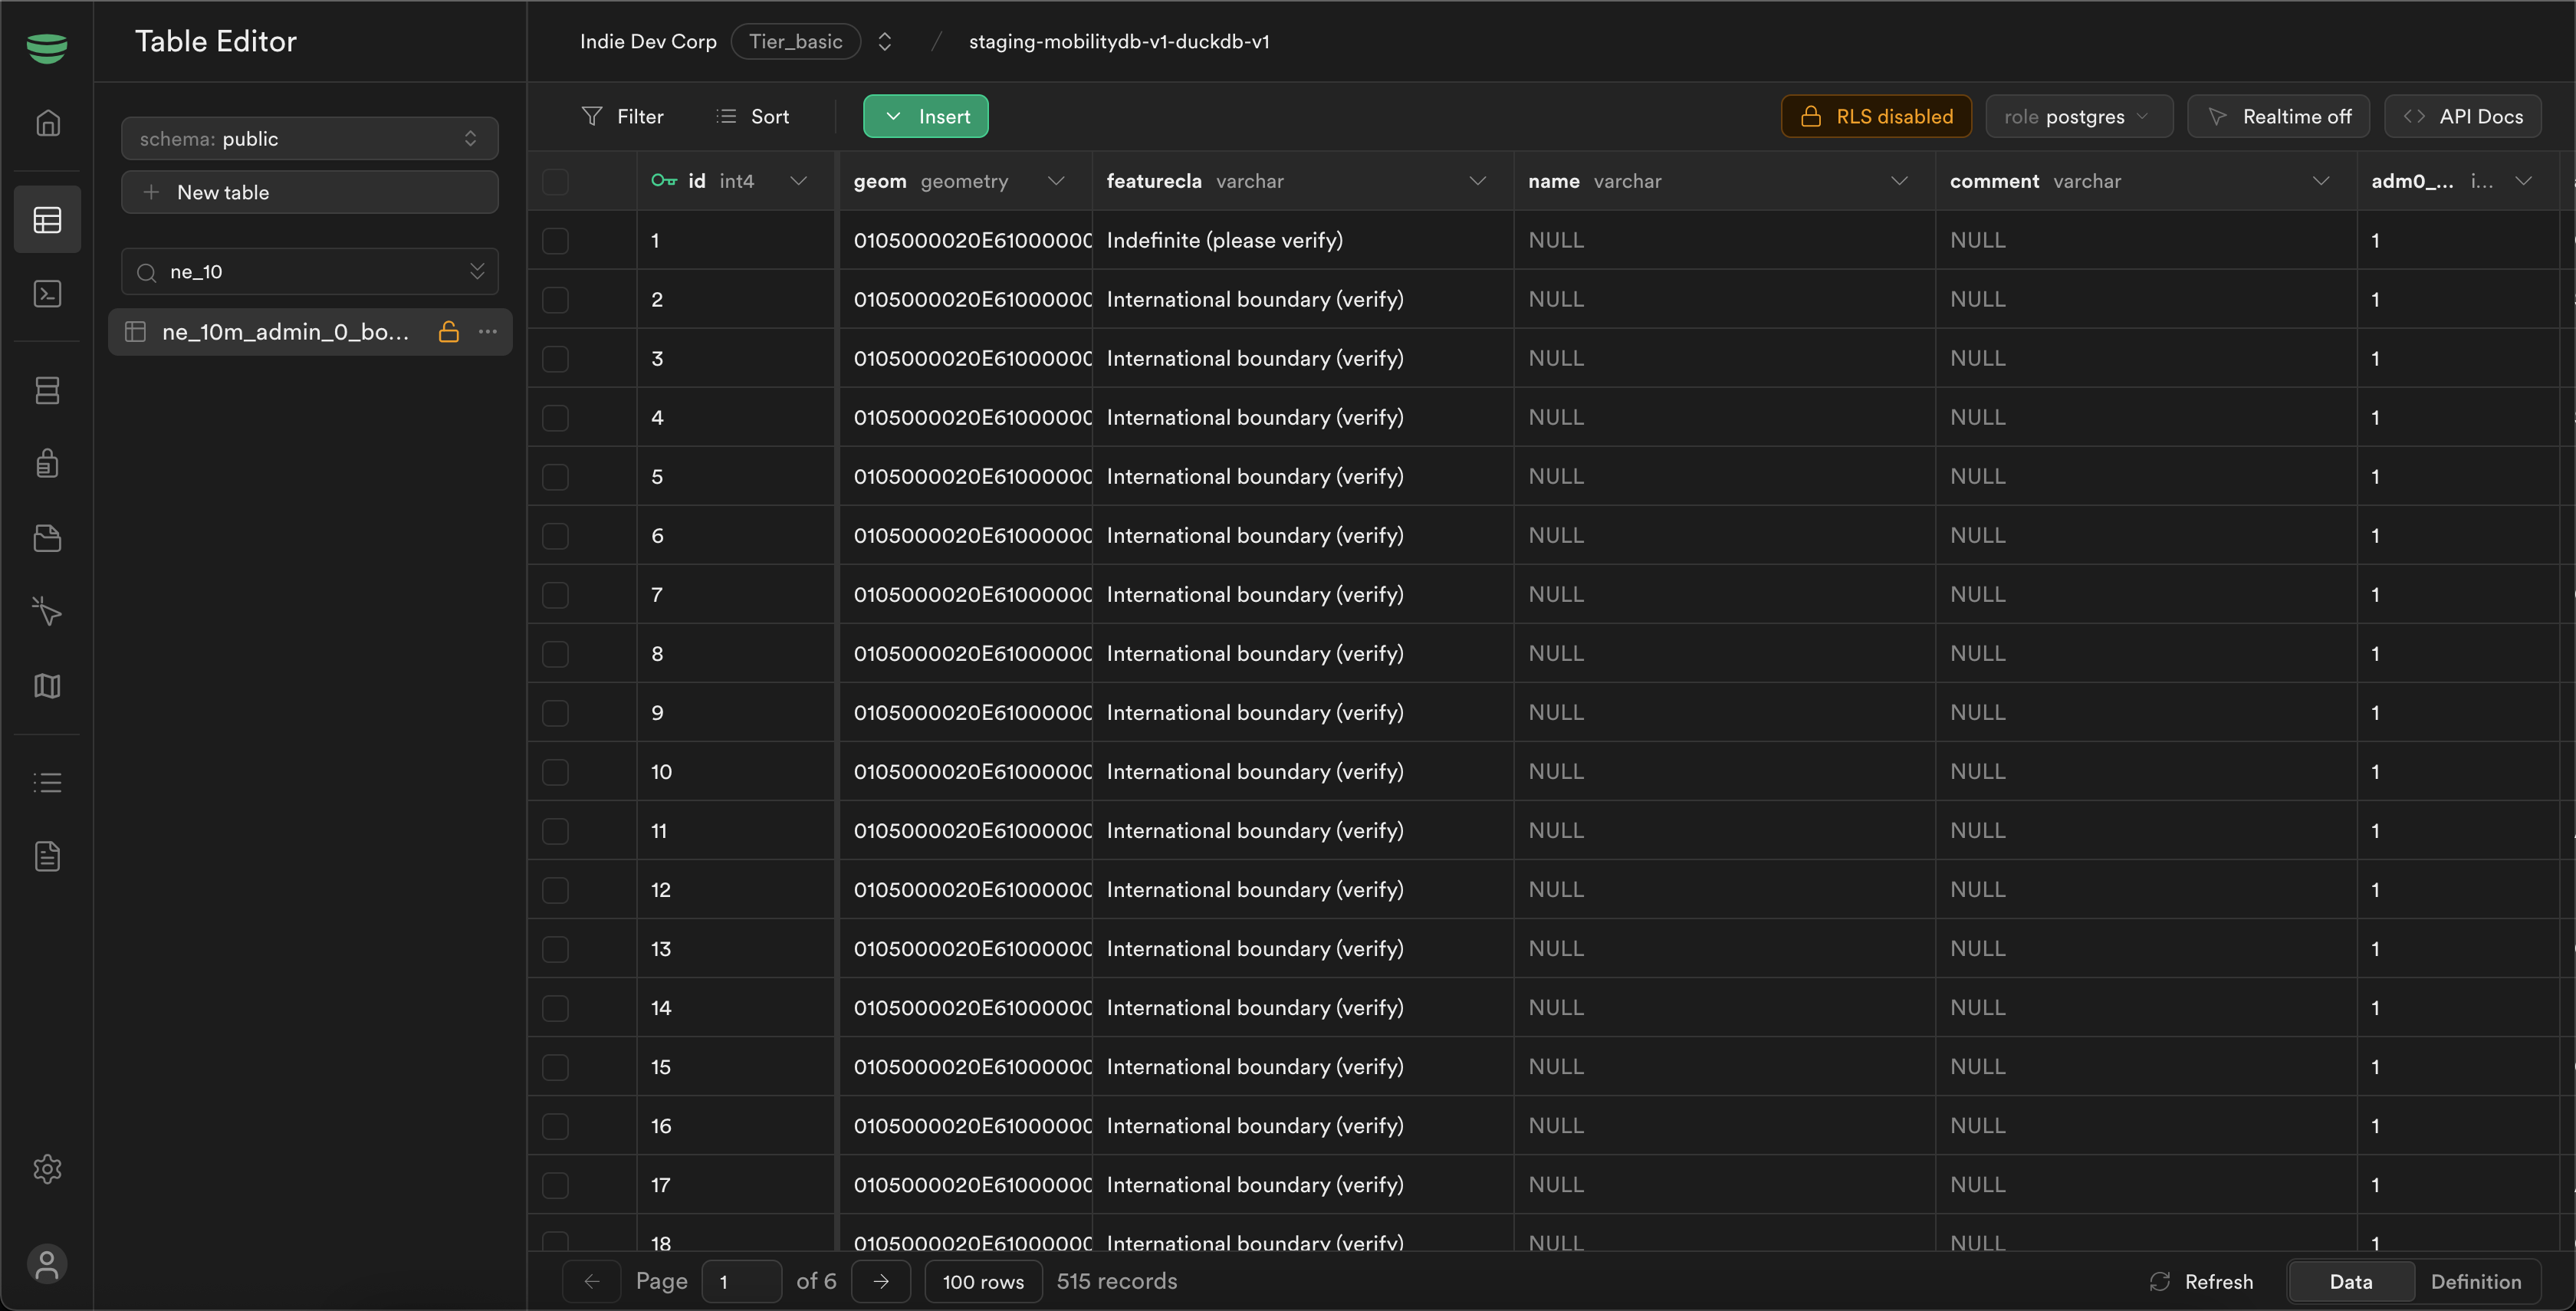 Table Editor
Indie Dev Corp Tier_basic / staging-mobilitydb-v1-duckdb-v1
schema: public
New table
ne_10
ne_10m_admin_0_bo...
Filter Sort Insert RLS disabled role postgres Realtime off API Docs
id int4 geom geometry featurecla varchar name varchar comment varchar adm0_... i...
1 0105000020E61000000 Indefinite (please verify) NULL NULL 1
2 0105000020E61000000 International boundary (verify) NULL NULL 1
3 0105000020E61000000 International boundary (verify) NULL NULL 1
4 0105000020E61000000 International boundary (verify) NULL NULL 1
5 0105000020E61000000 International boundary (verify) NULL NULL 1
6 0105000020E61000000 International boundary (verify) NULL NULL 1
7 0105000020E61000000 International boundary (verify) NULL NULL 1
8 0105000020E61000000 International boundary (verify) NULL NULL 1
9 0105000020E61000000 International boundary (verify) NULL NULL 1
10 0105000020E61000000 International boundary (verify) NULL NULL 1
11 0105000020E61000000 International boundary (verify) NULL NULL 1
12 0105000020E61000000 International boundary (verify) NULL NULL 1
13 0105000020E61000000 International boundary (verify) NULL NULL 1
14 0105000020E61000000 International boundary (verify) NULL NULL 1
15 0105000020E61000000 International boundary (verify) NULL NULL 1
16 0105000020E61000000 International boundary (verify) NULL NULL 1
17 0105000020E61000000 International boundary (verify) NULL NULL 1
18 0105000020E61000000 International boundary (verify) NULL NULL 1
Page 1 of 6 100 rows 515 records Refresh Data Definition